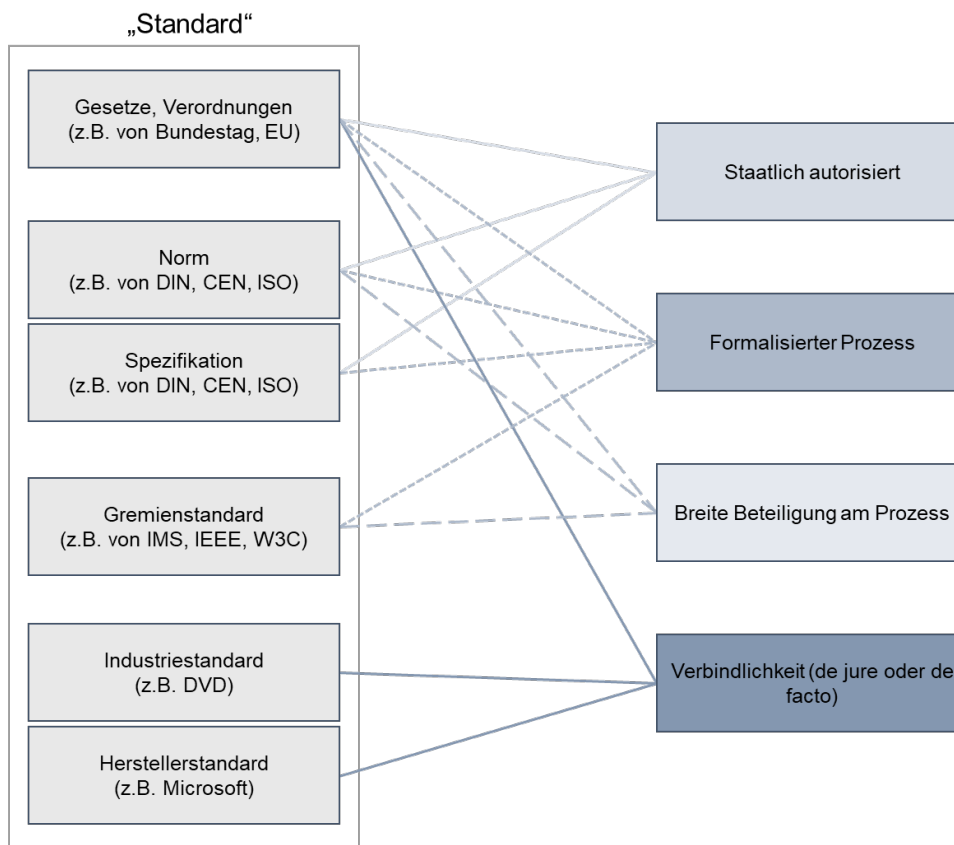 „Standard“
Gesetze, Verordnungen
(z.B. von Bundestag, EU)
Norm
(z.B. von DIN, CEN, ISO)
Spezifikation
(z.B. von DIN, CEN, ISO)
Gremienstandard
(z.B. von IMS, IEEE, W3C)
Industriestandard
(z.B. DVD)
Herstellerstandard
(z.B. Microsoft)
Staatlich autorisiert
Formalisierter Prozess
Breite Beteiligung am Prozess
Verbindlichkeit (de jure oder de
facto)